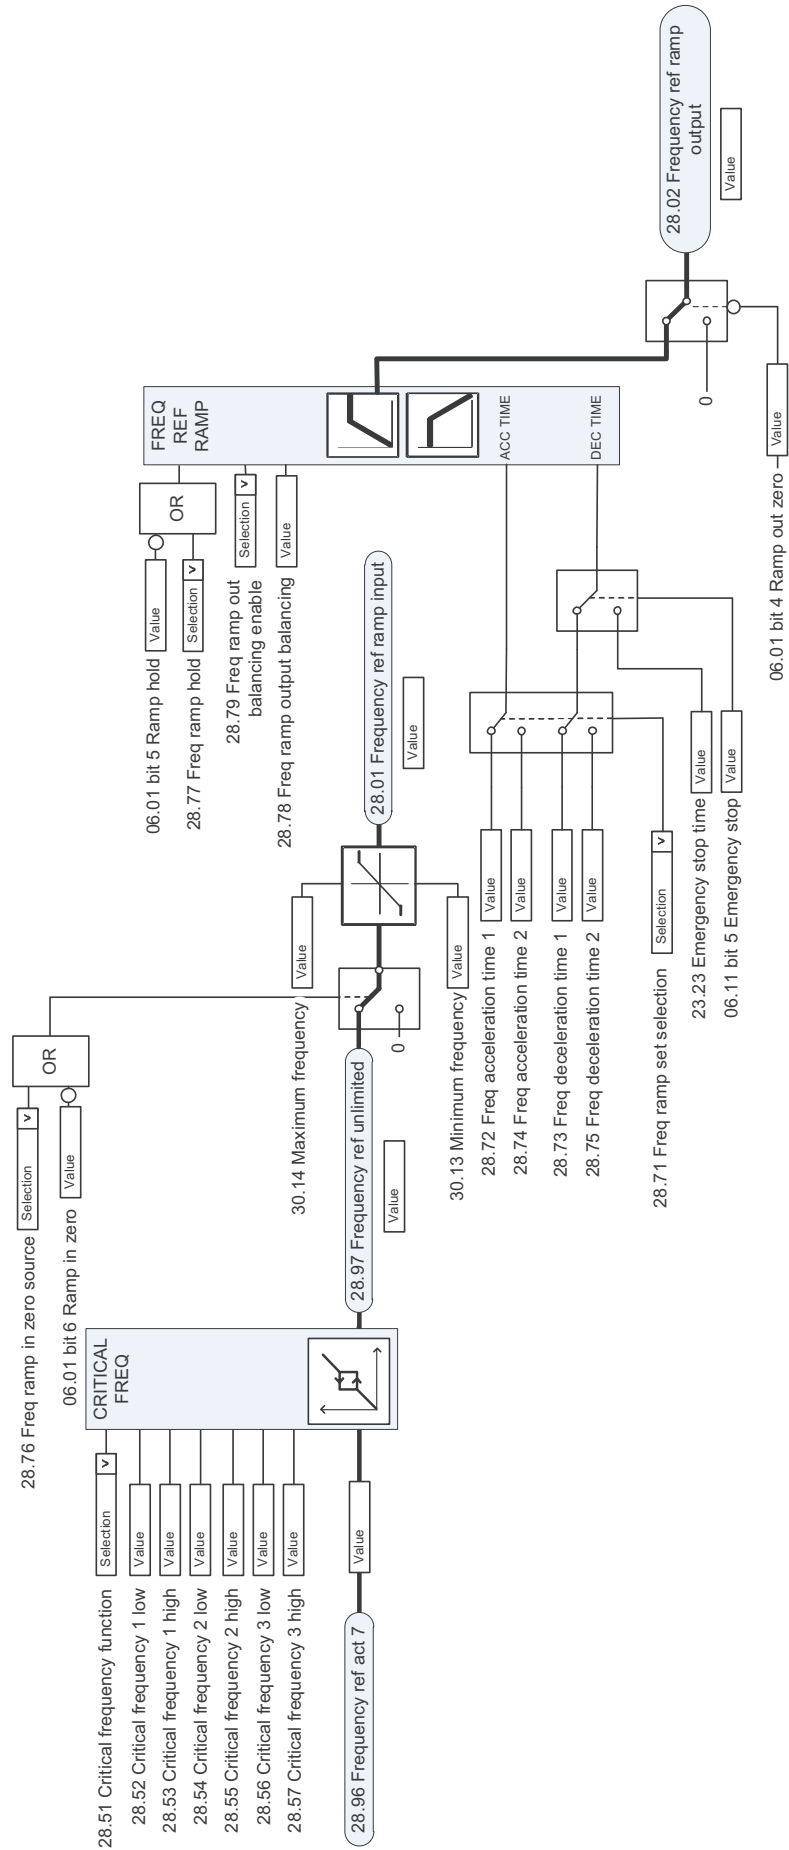 28.76 Freq ramp in zero source
Selection
v
06.01 bit 6 Ramp in zero
Value
OR
28.51 Critical frequency function
Selection
v
28.52 Critical frequency 1 low
Value
28.53 Critical frequency 1 high
Value
28.54 Critical frequency 2 low
Value
28.55 Critical frequency 2 high
Value
28.56 Critical frequency 3 low
Value
28.57 Critical frequency 3 high
Value
28.96 Frequency ref act 7
Value
CRITICAL
FREQ
28.97 Frequency ref unlimited
Value
0
30.14 Maximum frequency
Value
30.13 Minimum frequency
Value
28.01 Frequency ref ramp input
Value
06.01 bit 5 Ramp hold
Value
28.77 Freq ramp hold
Selection
v
OR
28.79 Freq ramp out
balancing enable
Selection
v
28.78 Freq ramp output balancing
Value
FREQ
REF
RAMP
ACC TIME
DEC TIME
28.72 Freq acceleration time 1
Value
28.74 Freq acceleration time 2
Value
28.73 Freq deceleration time 1
Value
28.75 Freq deceleration time 2
Value
28.71 Freq ramp set selection
Selection
v
23.23 Emergency stop time
Value
06.11 bit 5 Emergency stop
Value
06.01 bit 4 Ramp out zero
Value
0
28.02 Frequency ref ramp
output
Value